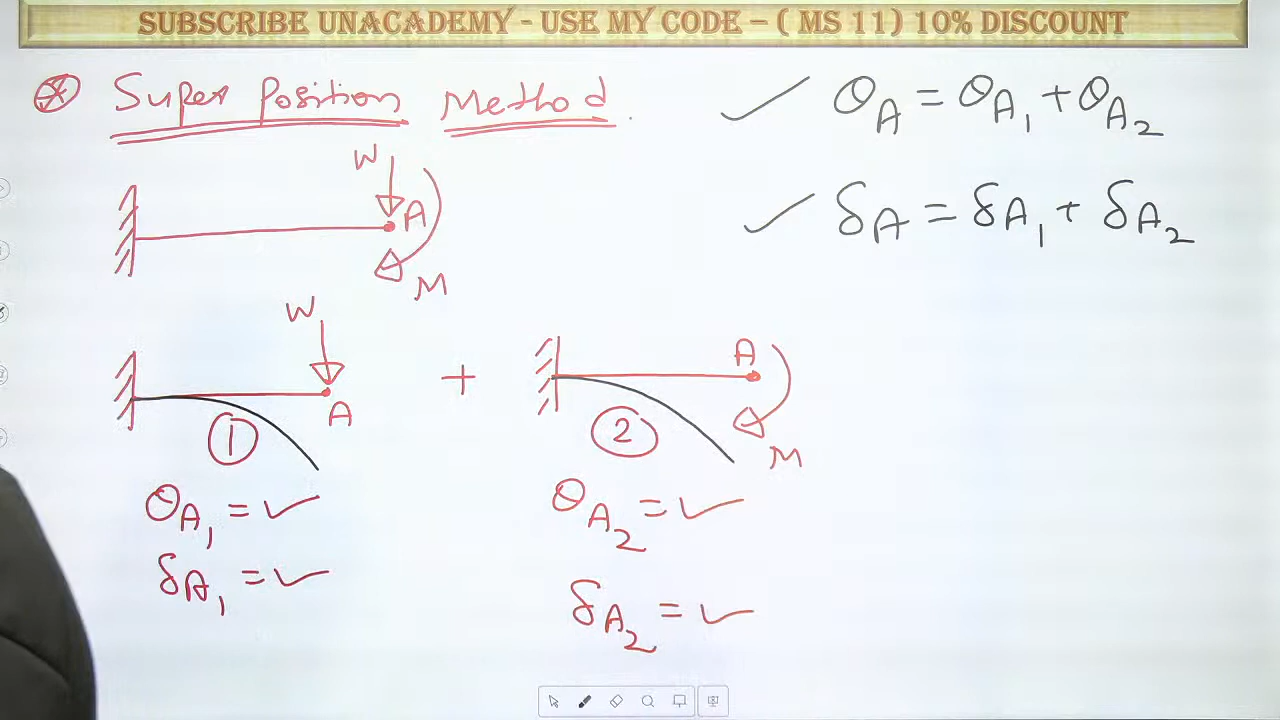 SUBSCRIBE UNACADEMY - USE MY CODE – ( MS 11) 10% DISCOUNT
Super Position Method.
θA = θA1 + θA2
δA = δA1 + δA2
W
A
M
W
A
1
+
A
2
M
θA1 =
δA1 =
θA2 =
δA2 =